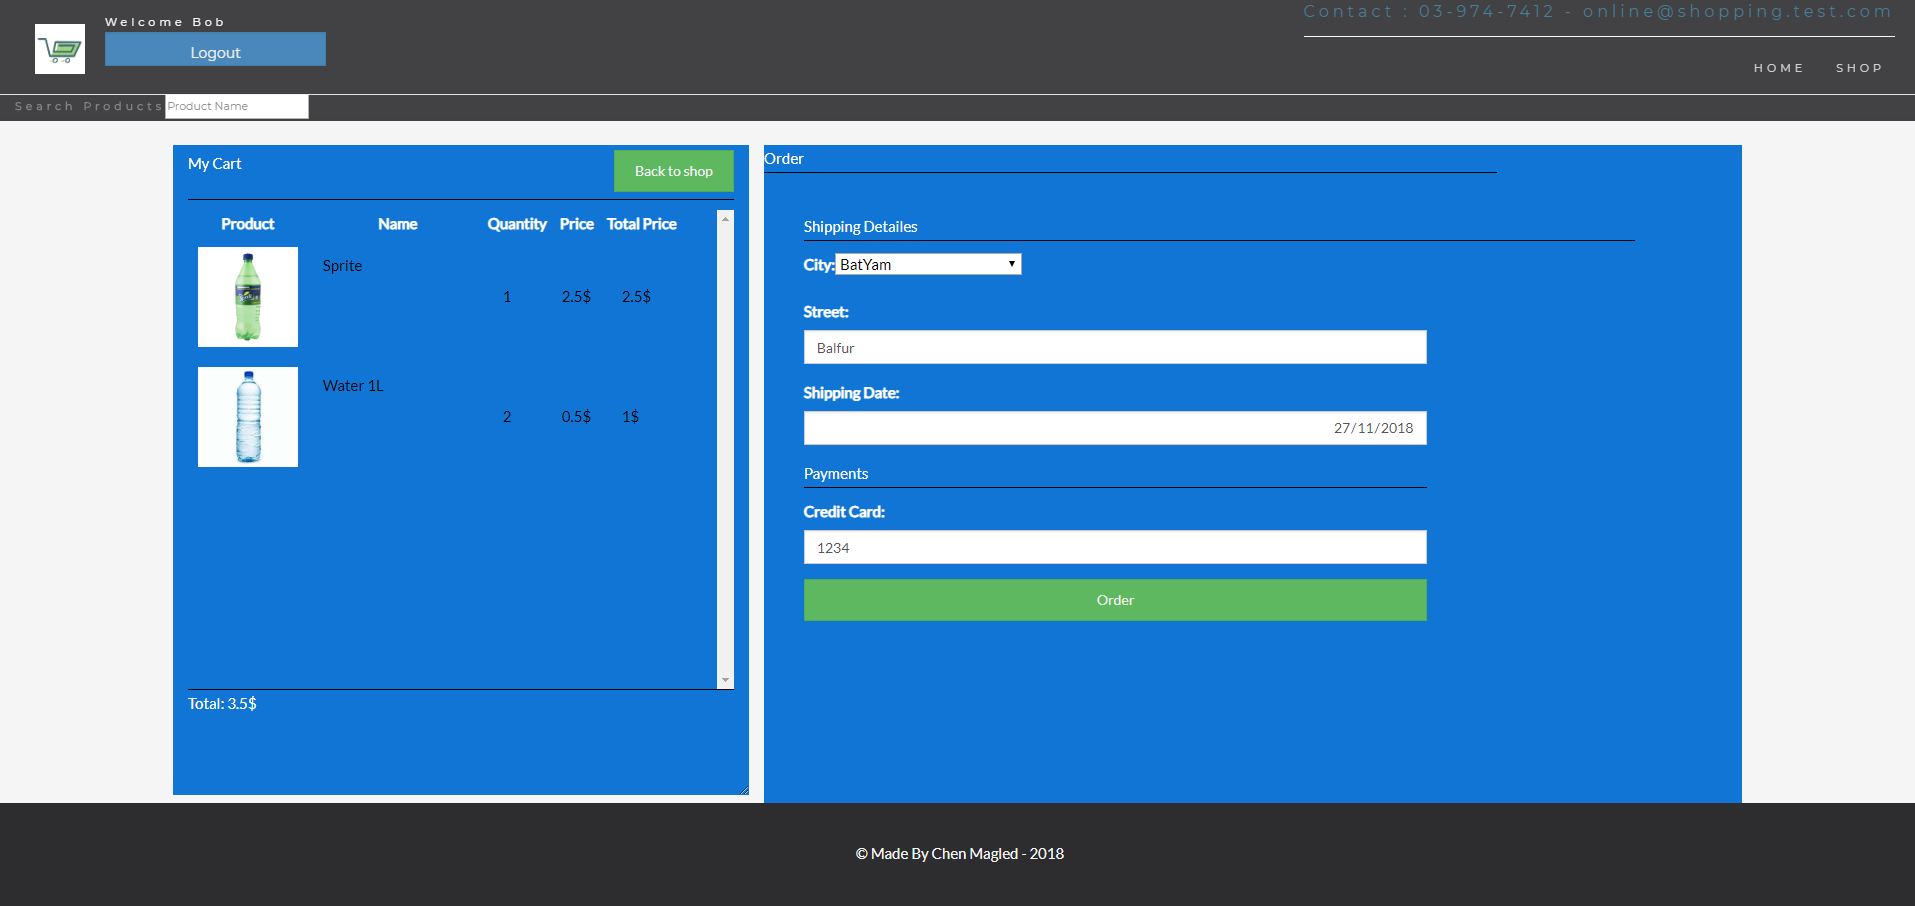 Welcome Bob
Logout
Contact : 03-974-7412 - online@shopping.test.com
HOME SHOP
Search Products Product Name
My Cart
Back to shop
Product Name Quantity Price Total Price
Sprite
1 2.5$ 2.5$
Water 1L
2 0.5$ 1$
Total: 3.5$
Order
Shipping Detailes
City: BatYam
Street:
Balfur
Shipping Date:
27/11/2018
Payments
Credit Card:
1234
Order
© Made By Chen Magled - 2018